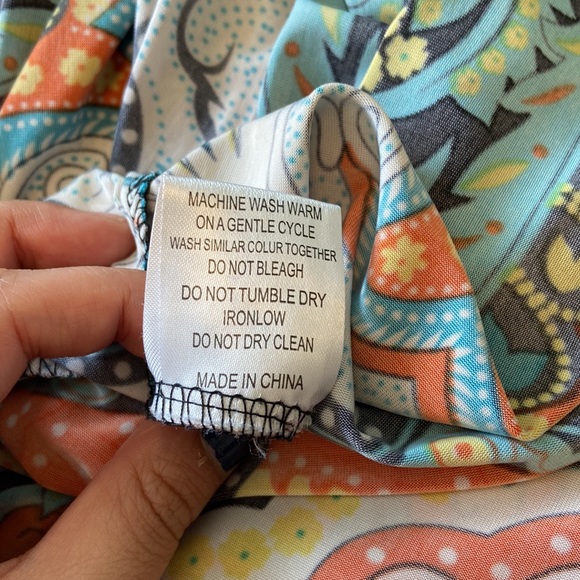 MACHINE WASH WARM
ON A GENTLE CYCLE
WASH SIMILAR COLUR TOGETHER
DO NOT BLEAGH
DO NOT TUMBLE DRY
IRONLOW
DO NOT DRY CLEAN
MADE IN CHINA